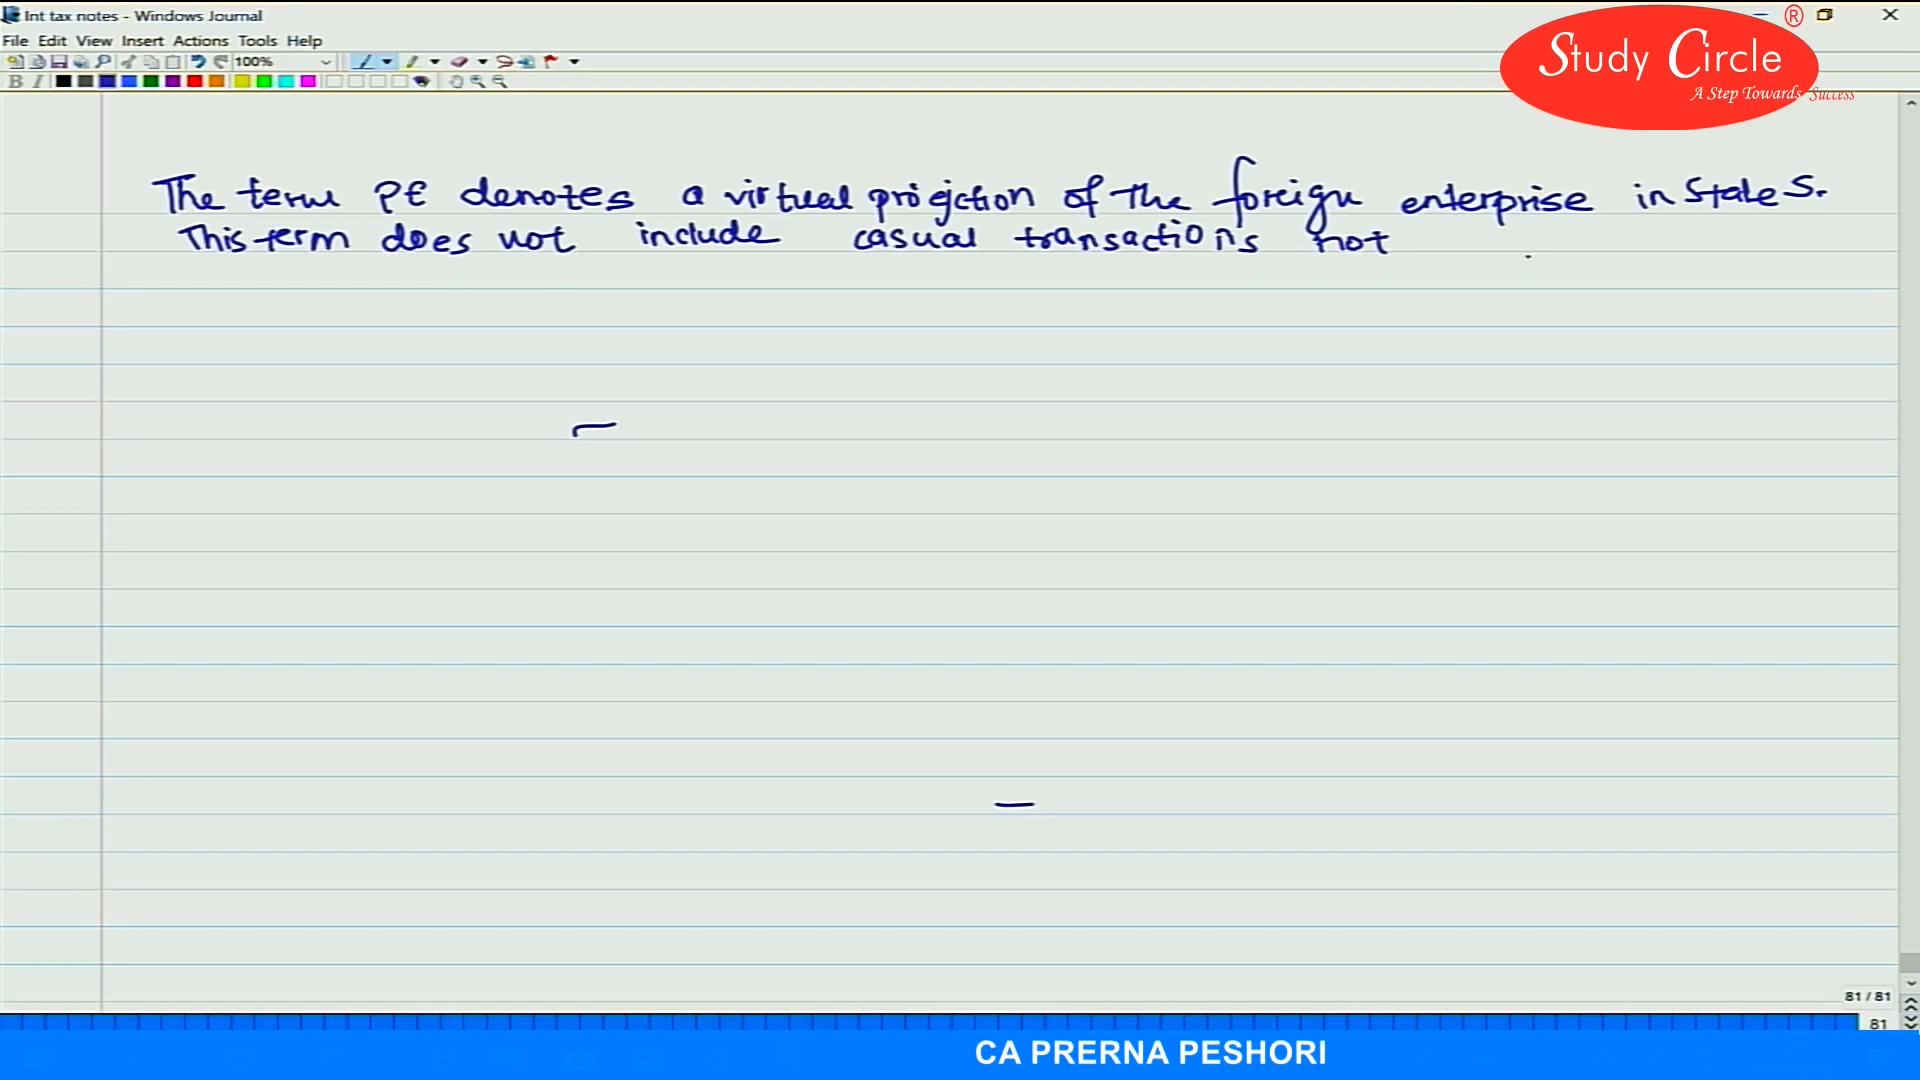 Int tax notes - Windows Journal
File Edit View Insert Actions Tools Help
100%
B I
Study Circle ®
A Step Towards Success
The term PE denotes a virtual projection of the foreign enterprise in State S.
This term does not include casual transactions not
81 / 81
81
CA PRERNA PESHORI